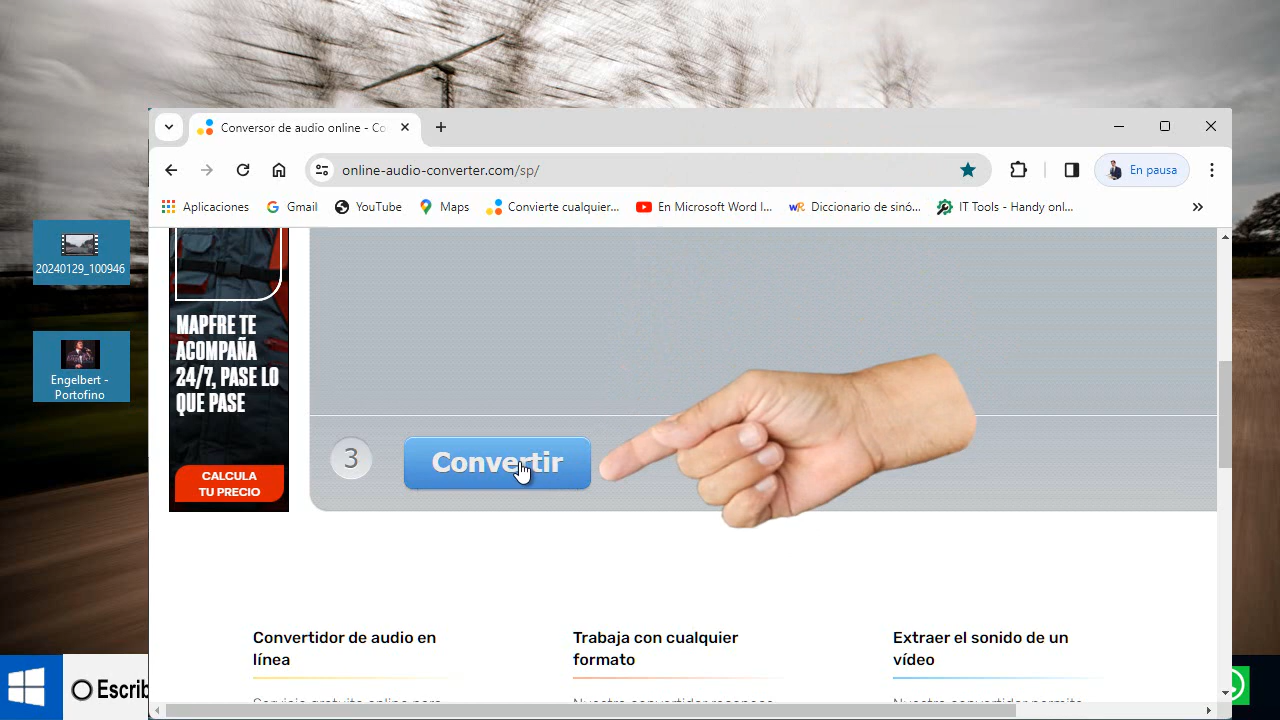 Conversor de audio online - Co
online-audio-converter.com/sp/
En pausa
Aplicaciones
Gmail
YouTube
Maps
Convierte cualquier...
En Microsoft Word l...
Diccionario de sinó...
IT Tools - Handy onl...
20240129_100946
Engelbert -
Portofino
MAPFRE TE
ACOMPAÑA
24/7, PASE LO
QUE PASE
CALCULA
TU PRECIO
3
Convertir
Convertidor de audio en
línea
Trabaja con cualquier
formato
Extraer el sonido de un
vídeo
Escrib